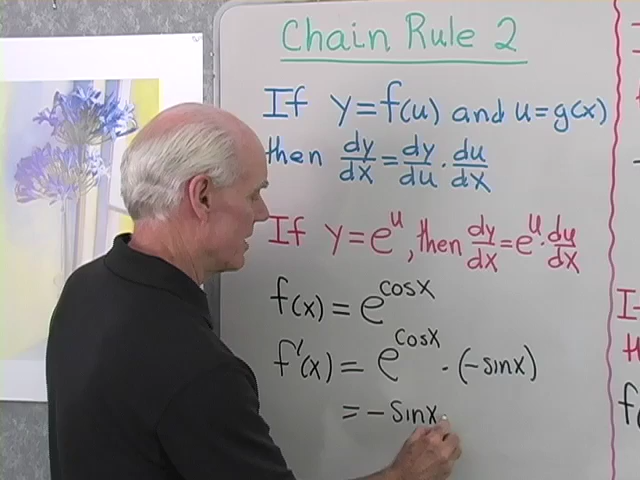 Chain Rule 2
If y=f(u) and u=g(x)
then dy/dx = dy/du · du/dx
If y=e^u, then dy/dx = e^u · du/dx
f(x) = e^cosx
f'(x) = e^cosx · (-sinx)
= -sinx